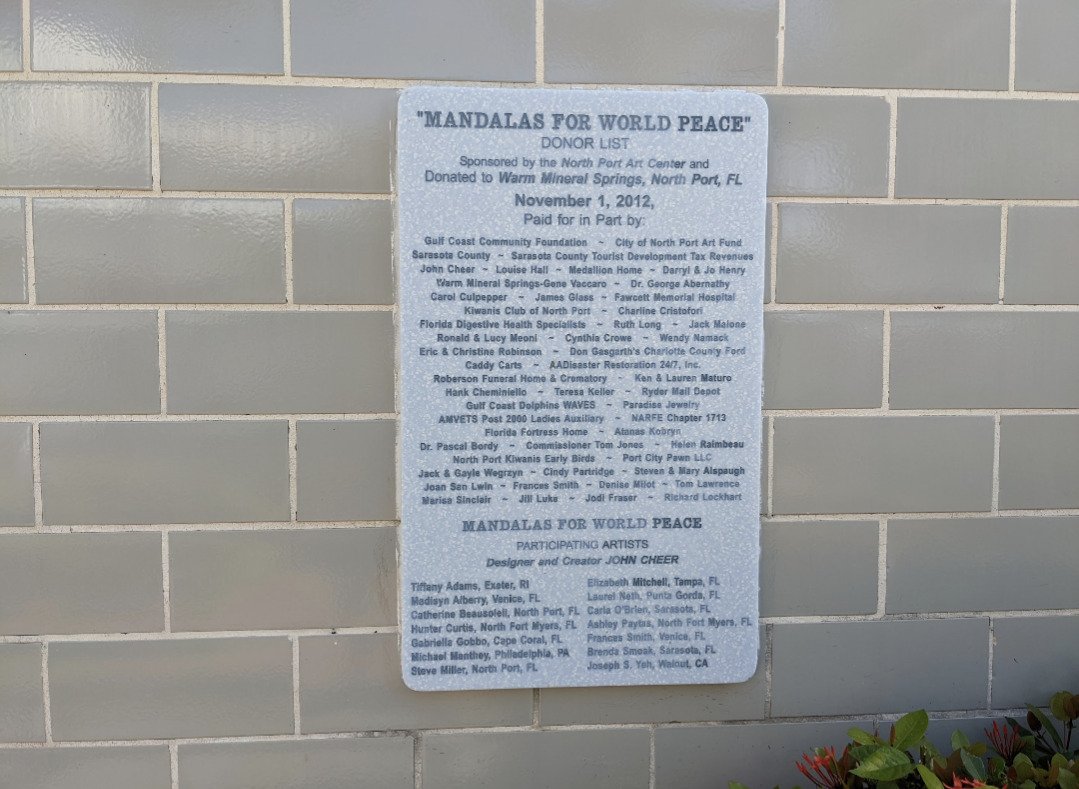 "MANDALAS FOR WORLD PEACE"
DONOR LIST
Sponsored by the North Port Art Center and
Donated to Warm Mineral Springs, North Port, FL
November 1, 2012,
Paid for in Part by:
Gulf Coast Community Foundation ~ City of North Port Art Fund
Sarasota County ~ Sarasota County Tourist Development Tax Revenues
John Cheer ~ Louise Hall ~ Medallion Home ~ Darryl & Jo Henry
Warm Mineral Springs-Gene Vaccaro ~ Dr. George Abernathy
Carol Culpepper ~ James Glass ~ Fawcett Memorial Hospital
Kiwanis Club of North Port ~ Charline Cristofori
Florida Digestive Health Specialists ~ Ruth Long ~ Jack Malone
Ronald & Lucy Meoni ~ Cynthia Crowe ~ Wendy Namack
Eric & Christine Robinson ~ Don Gasgarth's Charlotte County Ford
Caddy Carts ~ AADisaster Restoration 24/7, Inc.
Roberson Funeral Home & Crematory ~ Ken & Lauren Maturo
Hank Cheminiello ~ Teresa Keller ~ Ryder Mail Depot
Gulf Coast Dolphins WAVES ~ Paradise Jewelry
AMVETS Post 2000 Ladies Auxiliary ~ NARFE Chapter 1713
Florida Fortress Home ~ Atanas Kobryn
Dr. Pascal Bordy ~ Commissioner Tom Jones ~ Helen Raimbeau
North Port Kiwanis Early Birds ~ Port City Pawn LLC
Jack & Gayle Wegrzyn ~ Cindy Partridge ~ Steven & Mary Alspaugh
Joan San Lwin ~ Frances Smith ~ Denise Milot ~ Tom Lawrence
Marisa Sinclair ~ Jill Luke ~ Jodi Fraser ~ Richard Lockhart
MANDALAS FOR WORLD PEACE
PARTICIPATING ARTISTS
Designer and Creator JOHN CHEER
Tiffany Adams, Exeter, RI
Madisyn Alberry, Venice, FL
Catherine Beausoleil, North Port, FL
Hunter Curtis, North Fort Myers, FL
Gabriella Gobbo, Cape Coral, FL
Michael Manthey, Philadelphia, PA
Steve Miller, North Port, FL
Elizabeth Mitchell, Tampa, FL
Laurel Neth, Punta Gorda, FL
Carla O'Brien, Sarasota, FL
Ashley Paytas, North Fort Myers, FL
Frances Smith, Venice, FL
Brenda Smoak, Sarasota, FL
Joseph S. Yeh, Walnut, CA